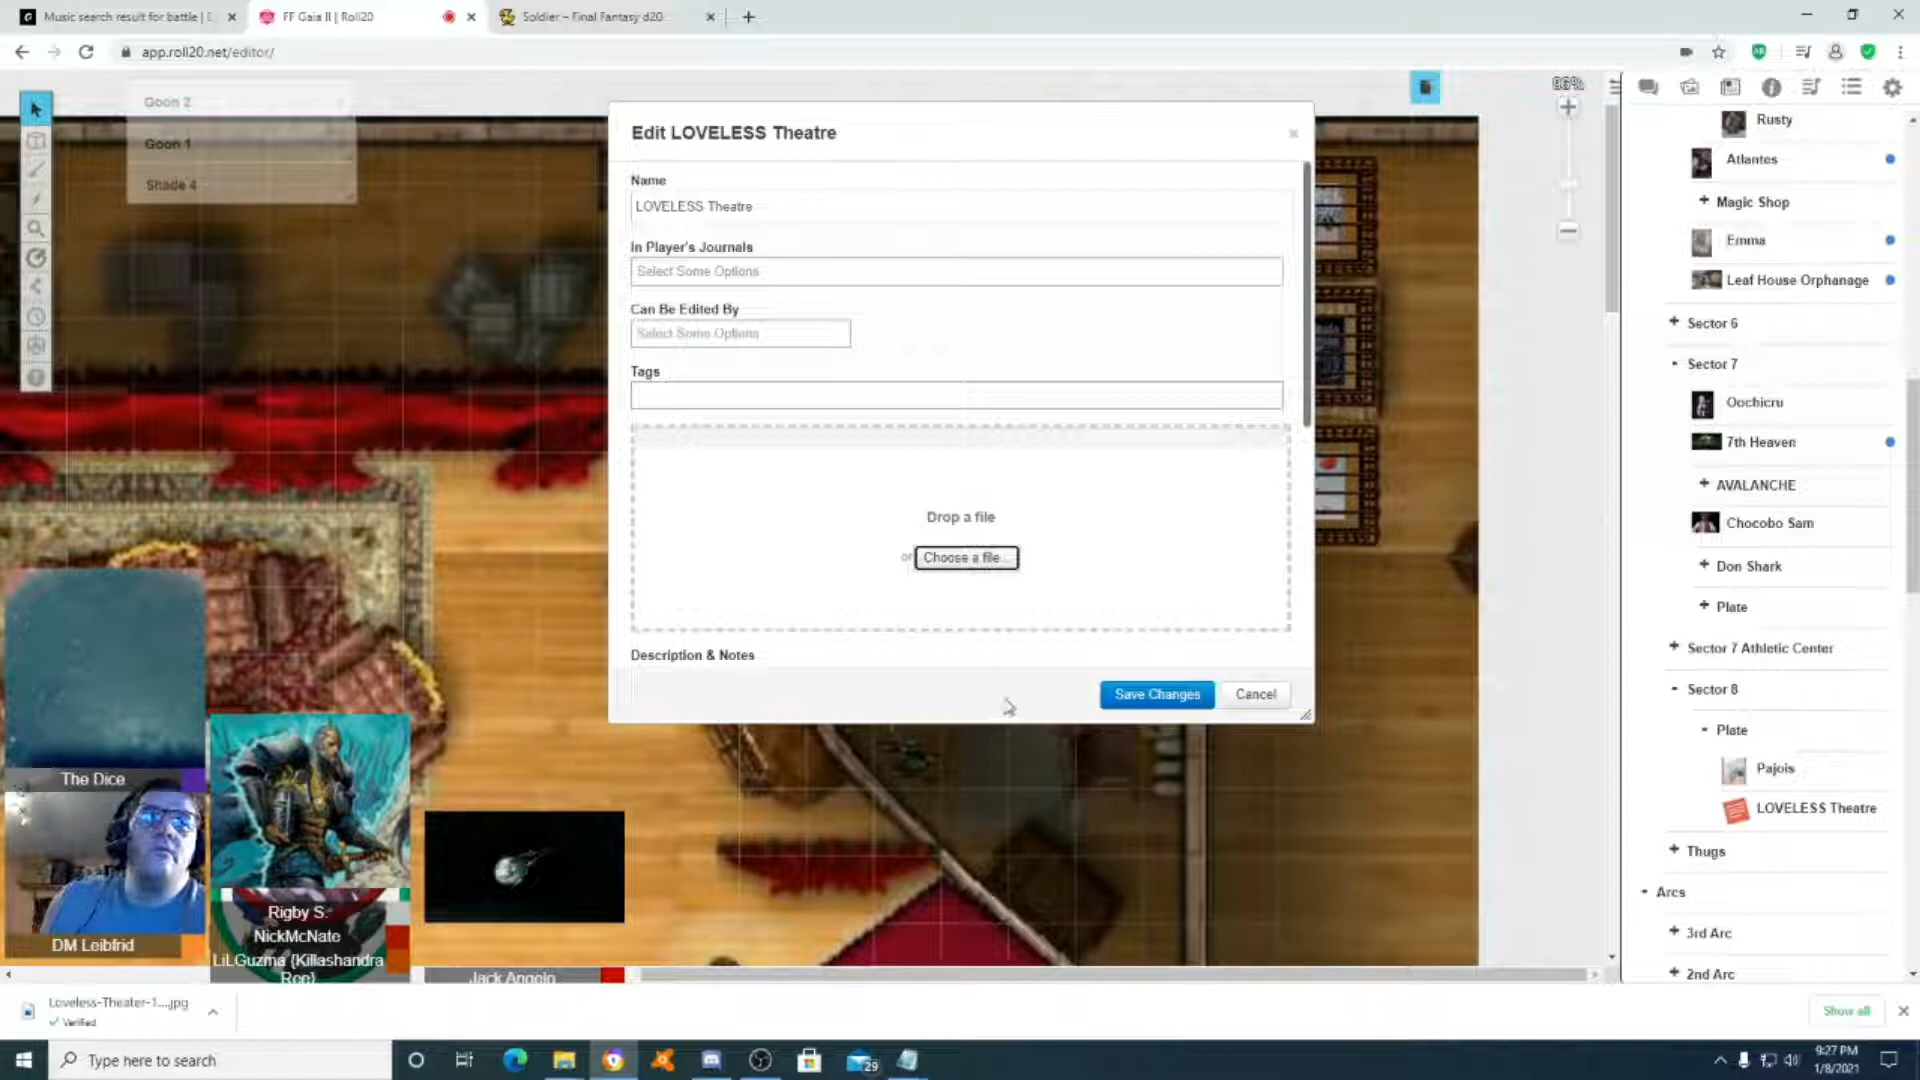 Music search result for battle | D
FF Gaia II | Roll20
Soldier – Final Fantasy d20
app.roll20.net/editor/
Goon 2
Goon 1
Shade 4
Edit LOVELESS Theatre
Name
LOVELESS Theatre
In Player's Journals
Select Some Options
Can Be Edited By
Select Some Options
Tags
Drop a file
or
Choose a file...
Description & Notes
Save Changes
Cancel
Rusty
Atlantes
Magic Shop
Emma
Leaf House Orphanage
Sector 6
Sector 7
Oochicru
7th Heaven
AVALANCHE
Chocobo Sam
Don Shark
Plate
Sector 7 Athletic Center
Sector 8
Plate
Pajois
LOVELESS Theatre
Thugs
Arcs
3rd Arc
2nd Arc
The Dice
DM Leibfrid
Rigby S.
NickMcNate
LiLGuzma (Killashandra
Ree)
Jack Angolo
Loveless-Theater-1....jpg
Verified
Show all
Type here to search
29
9:27 PM
1/8/2021